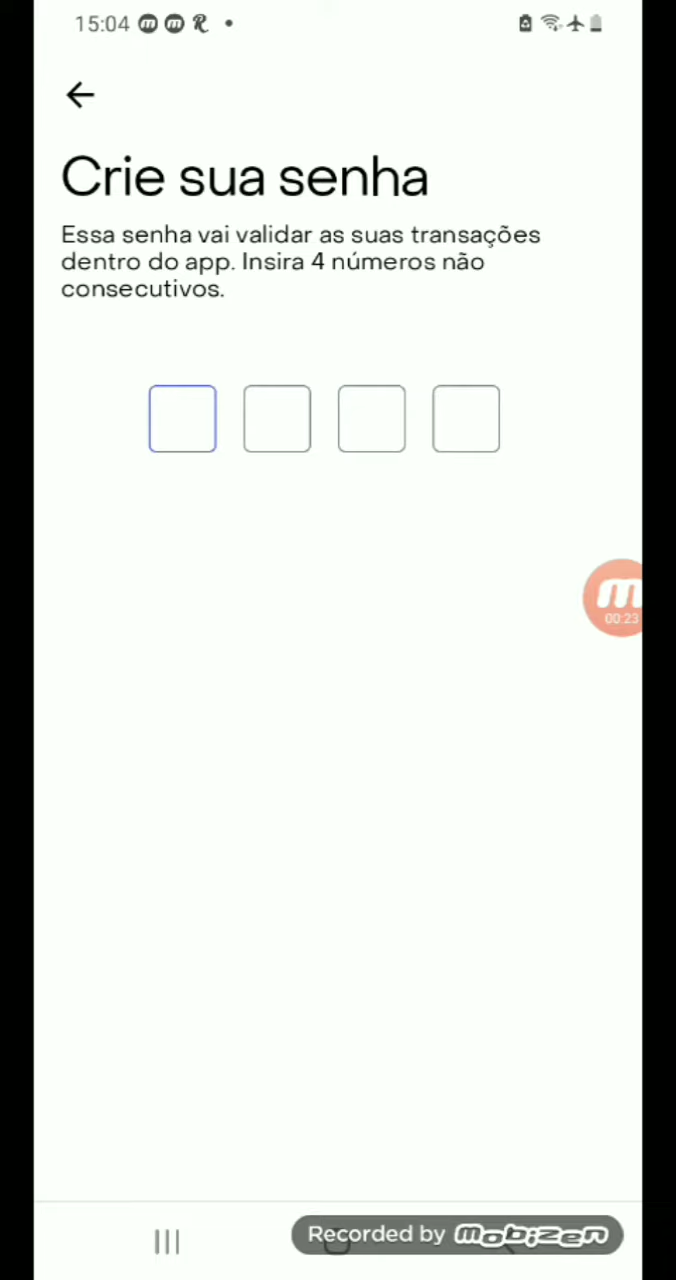 15:04
Crie sua senha
Essa senha vai validar as suas transações
dentro do app. Insira 4 números não
consecutivos.
00:23
Recorded by mobizen